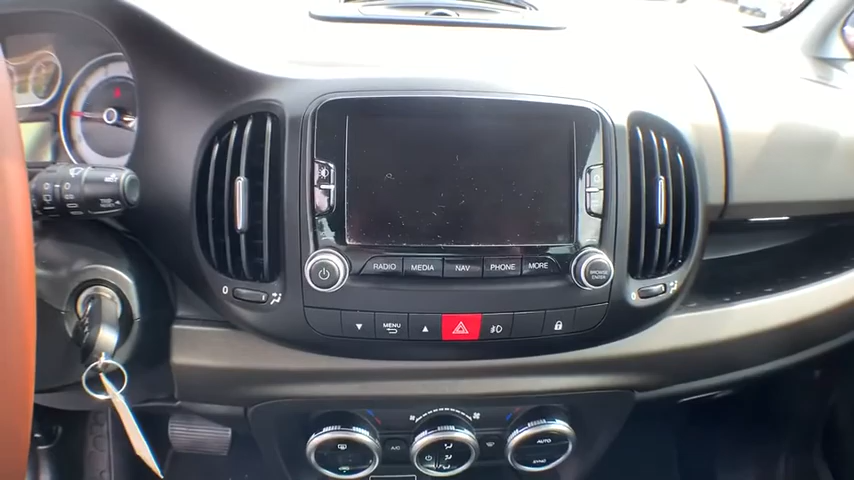 RADIO MEDIA NAV PHONE MORE
BROWSE
ENTER
MENU
A/C
AUTO
SYNC